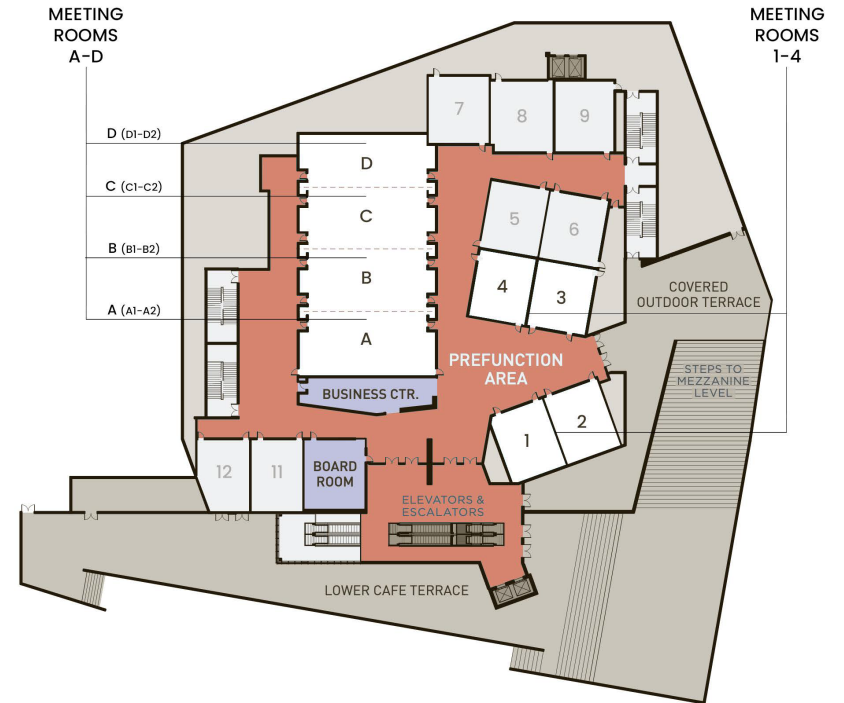 MEETING
ROOMS
A-D
MEETING
ROOMS
1-4
7
8
9
D (D1-D2)
D
C (C1-C2)
C
5
6
B (B1-B2)
B
4
3
COVERED
OUTDOOR TERRACE
A (A1-A2)
A
PREFUNCTION
AREA
STEPS TO
MEZZANINE
LEVEL
BUSINESS CTR.
1
2
12
11
BOARD
ROOM
ELEVATORS &
ESCALATORS
LOWER CAFE TERRACE